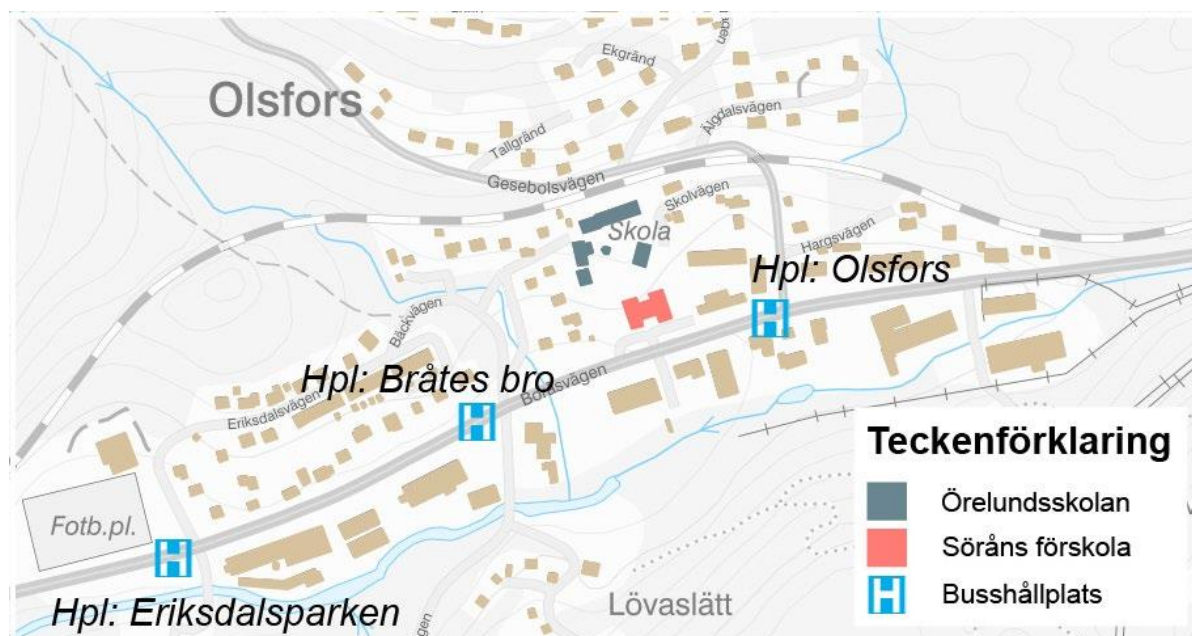 Ekgränd
Olsfors
Älgdalsvägen
Tallgränd
Gesebolsvägen
Skolvägen
Skola
Hargsvägen
Hpl: Olsfors
Bäckvägen
Hpl: Bråtes bro
Boråsvägen
Eriksdalsvägen
Fotb.pl.
Hpl: Eriksdalsparken
Lövaslätt
Teckenförklaring
Örelundsskolan
Söråns förskola
Busshållplats